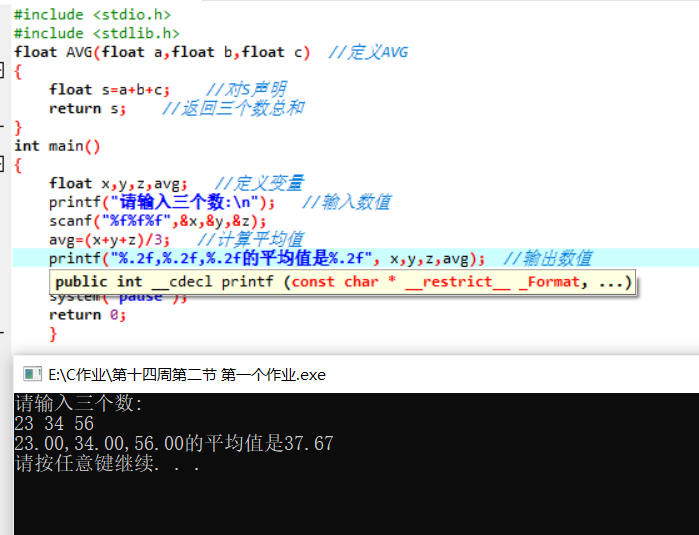 #include <stdio.h>
#include <stdlib.h>
float AVG(float a,float b,float c)  //定义AVG
{
    float s=a+b+c;    //对S声明
    return s;    //返回三个数总和
}
int main()
{
    float x,y,z,avg;   //定义变量
    printf("请输入三个数:\n");   //输入数值
    scanf("%f%f%f",&x,&y,&z);
    avg=(x+y+z)/3;   //计算平均值
    printf("%.2f,%.2f,%.2f的平均值是%.2f", x,y,z,avg);  //输出数值
public int __cdecl printf (const char * __restrict__ _Format, ...)
    system("pause");
    return 0;
    }
E:\C作业\第十四周第二节 第一个作业.exe
请输入三个数:
23 34 56
23.00,34.00,56.00的平均值是37.67
请按任意键继续. . .